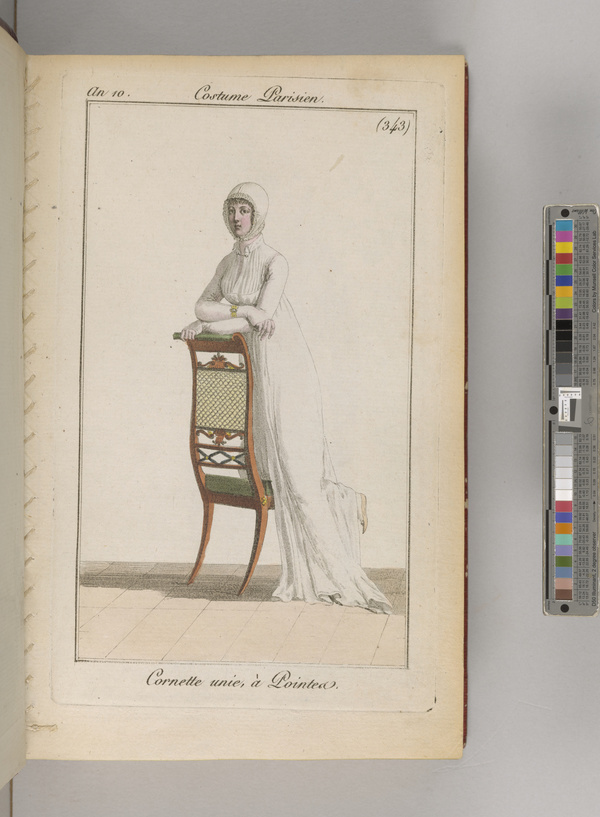 An 10.
Costume Parisien.
(343)
Cornette unie, à Pointes.